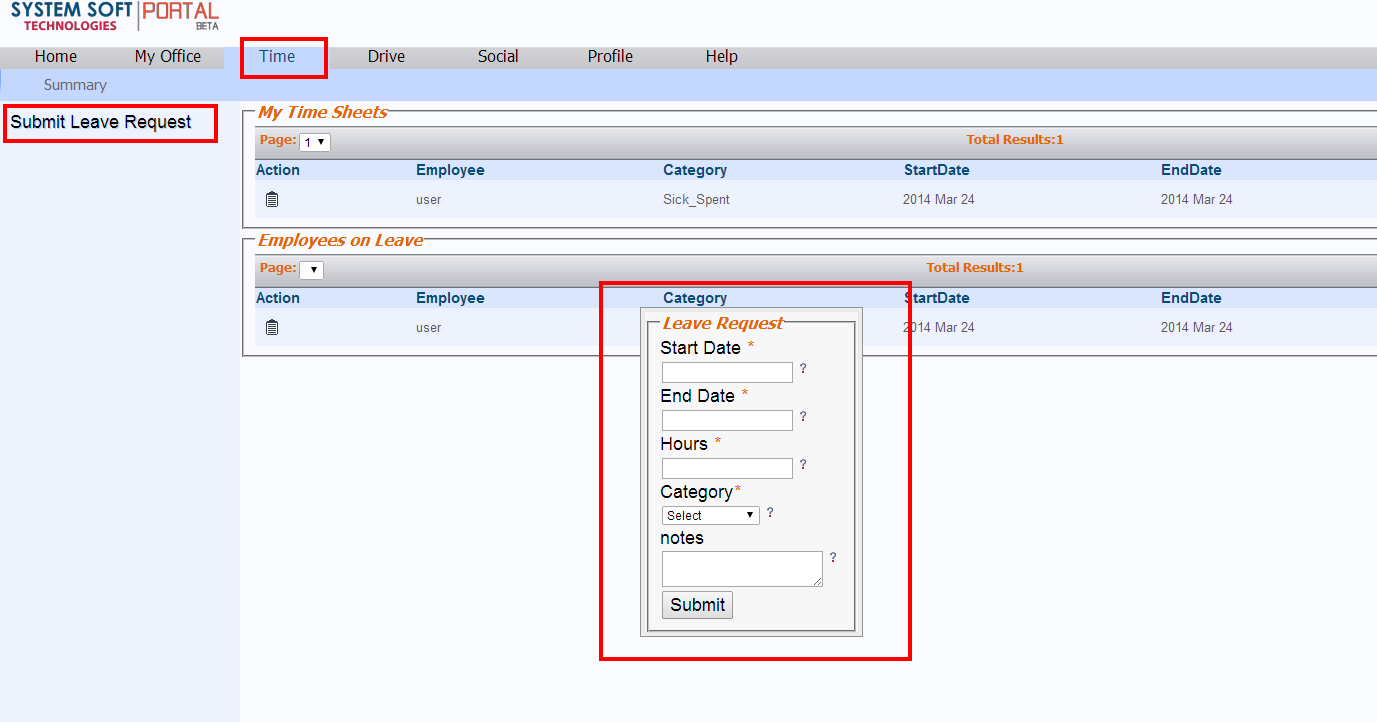 SYSTEM SOFT PORTAL
TECHNOLOGIES BETA
Home My Office Time Drive Social Profile Help
Summary
Submit Leave Request
My Time Sheets
Page: 1 Total Results:1
Action Employee Category StartDate EndDate
user Sick_Spent 2014 Mar 24 2014 Mar 24
Employees on Leave
Page: Total Results:1
Action Employee Category StartDate EndDate
user 2014 Mar 24 2014 Mar 24
Leave Request
Start Date *
?
End Date *
?
Hours *
?
Category*
Select ?
notes
?
Submit